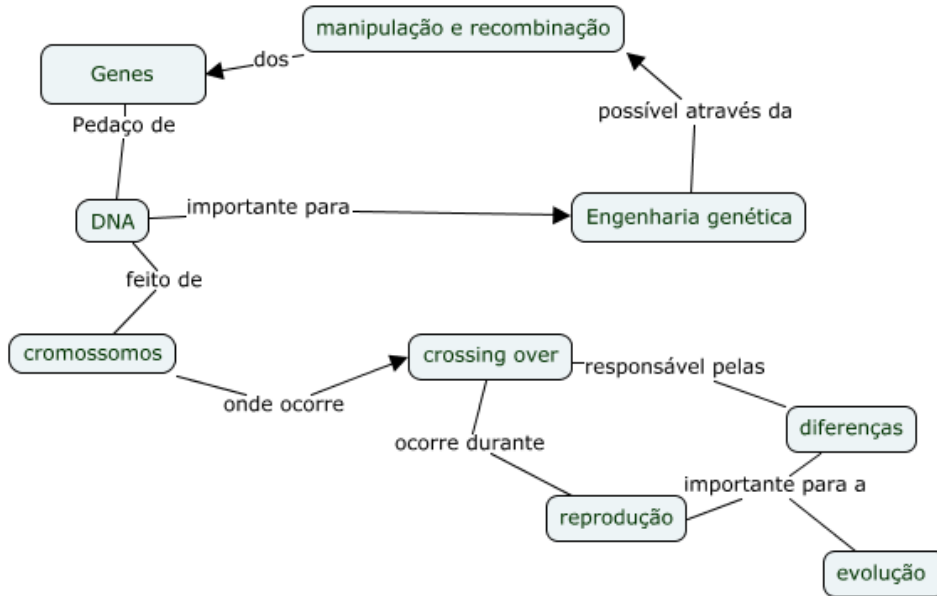 manipulação e recombinação
dos
Genes
possível através da
Pedaço de
importante para
DNA
Engenharia genética
feito de
cromossomos
crossing over
responsável pelas
onde ocorre
diferenças
ocorre durante
importante para a
reprodução
evolução